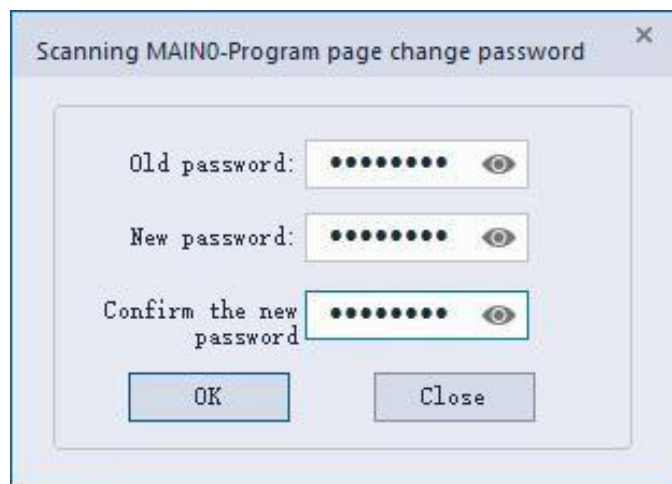 Scanning MAIN0-Program page change password
Old password: ••••••••
New password: ••••••••
Confirm the new
password ••••••••
OK
Close